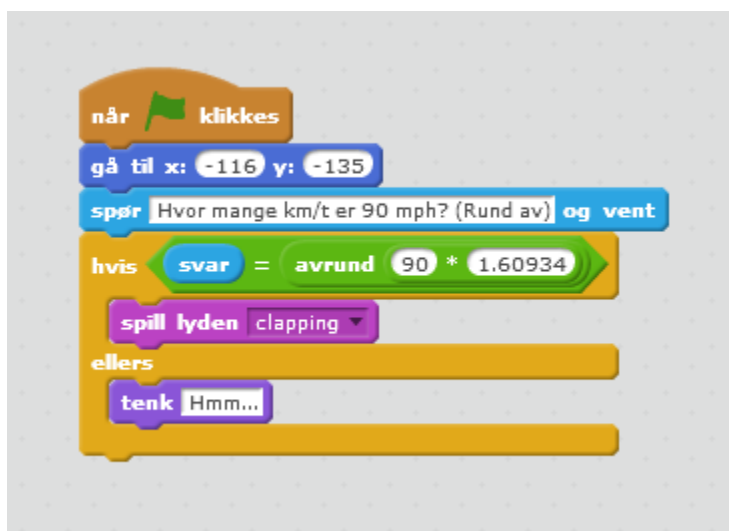 når klikkes
gå til x: -116 y: -135
spør Hvor mange km/t er 90 mph? (Rund av) og vent
hvis svar = avrund 90 * 1.60934
spill lyden clapping
ellers
tenk Hmm...